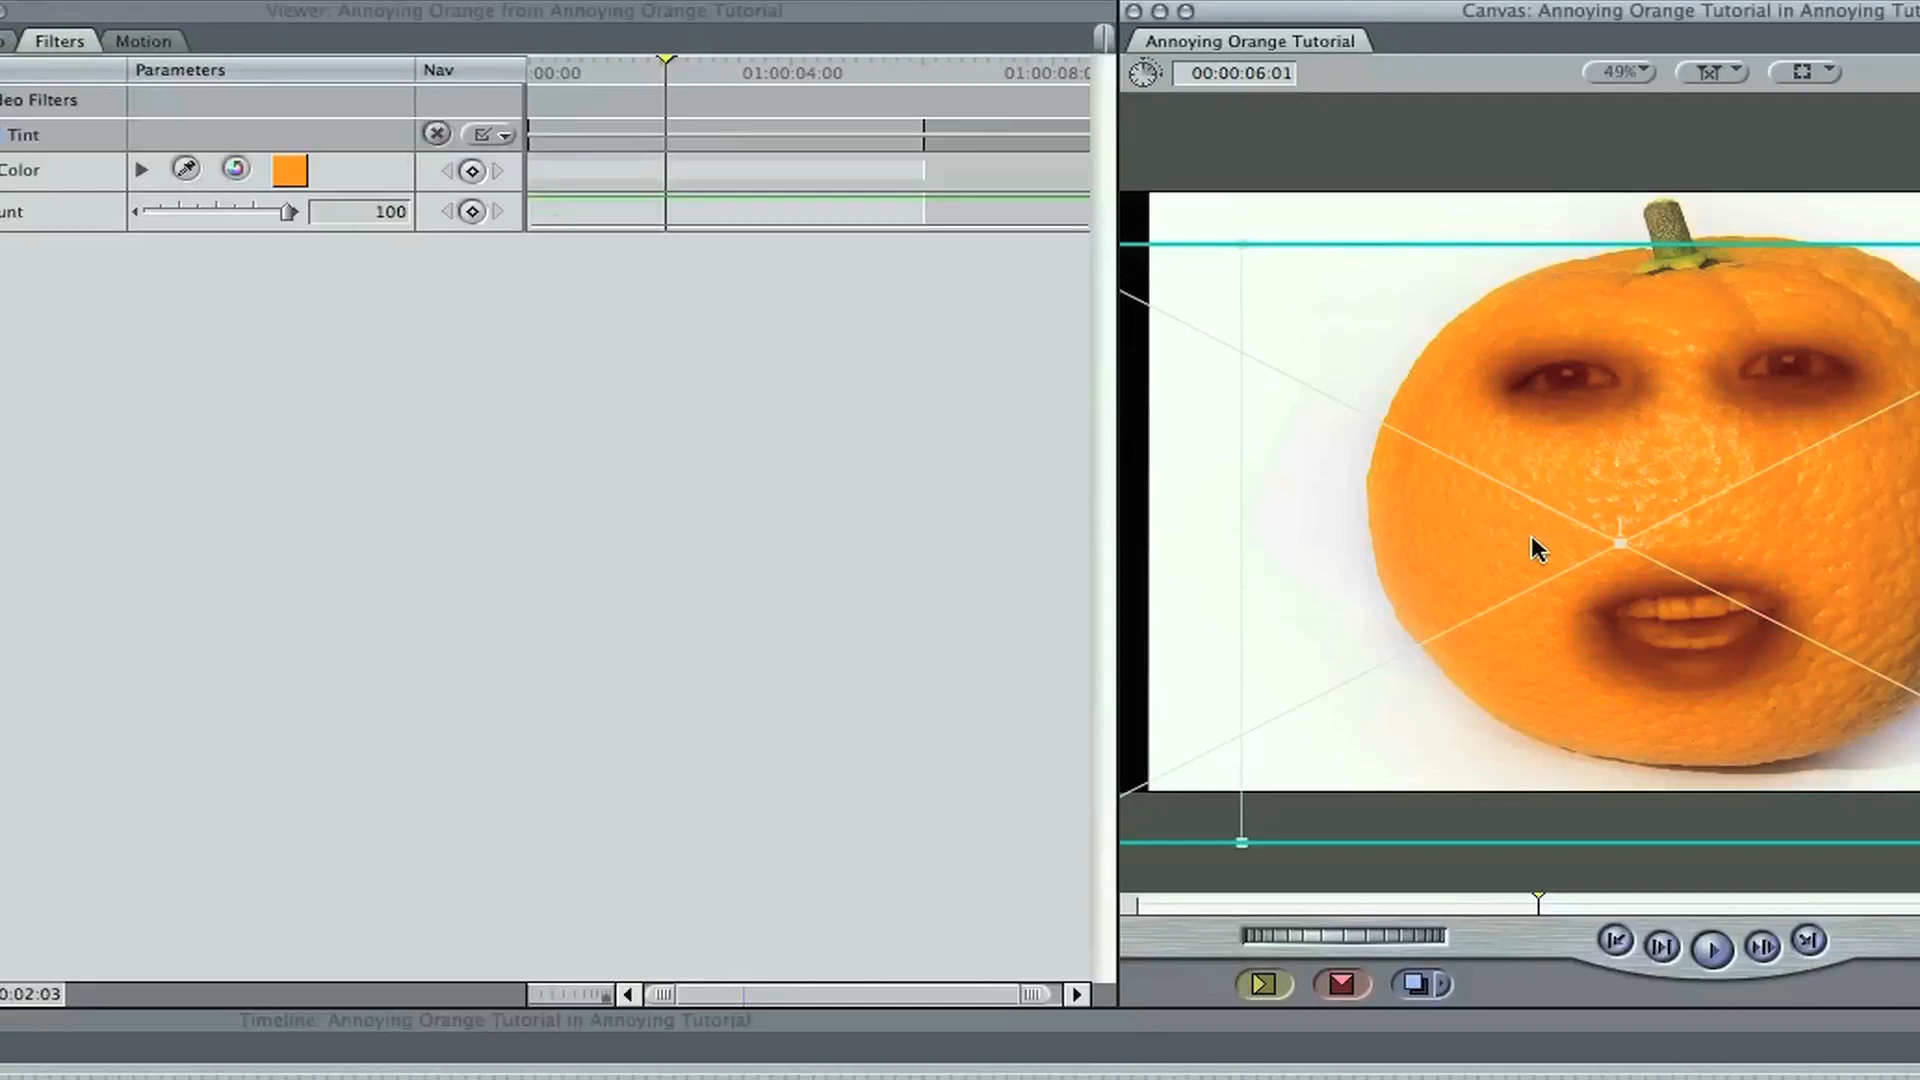 Viewer: Annoying Orange from Annoying Orange Tutorial
Canvas: Annoying Orange Tutorial in Annoying Tut
Filters
Motion
Annoying Orange Tutorial
Parameters
Nav
:00:00
01:00:04:00
01:00:08:0
00:00:06:01
49%
leo Filters
Tint
Color
unt
100
0:02:03
Timeline: Annoying Orange Tutorial in Annoying Tutorial